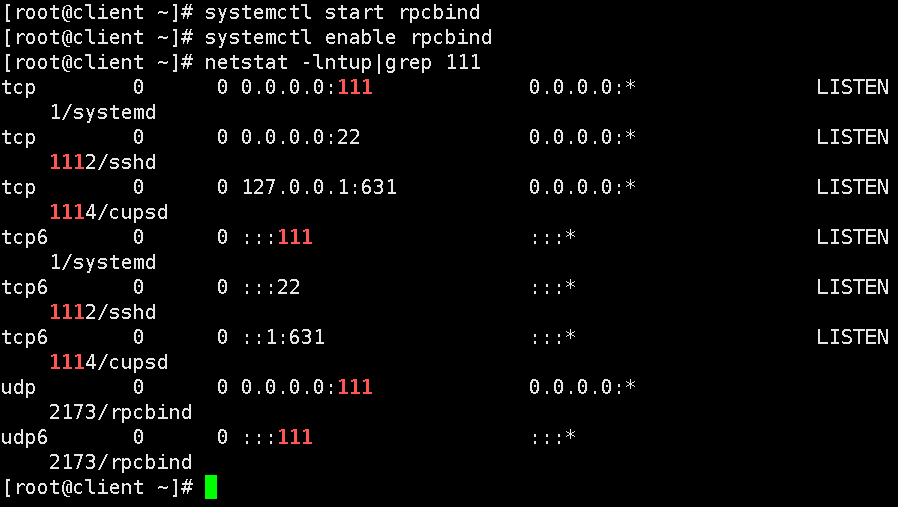 [root@client ~]# systemctl start rpcbind
[root@client ~]# systemctl enable rpcbind
[root@client ~]# netstat -lntup|grep 111
tcp        0      0 0.0.0.0:111             0.0.0.0:*               LISTEN
    1/systemd
tcp        0      0 0.0.0.0:22              0.0.0.0:*               LISTEN
    1112/sshd
tcp        0      0 127.0.0.1:631           0.0.0.0:*               LISTEN
    1114/cupsd
tcp6       0      0 :::111                  :::*                    LISTEN
    1/systemd
tcp6       0      0 :::22                   :::*                    LISTEN
    1112/sshd
tcp6       0      0 ::1:631                 :::*                    LISTEN
    1114/cupsd
udp        0      0 0.0.0.0:111             0.0.0.0:*
    2173/rpcbind
udp6       0      0 :::111                  :::*
    2173/rpcbind
[root@client ~]#